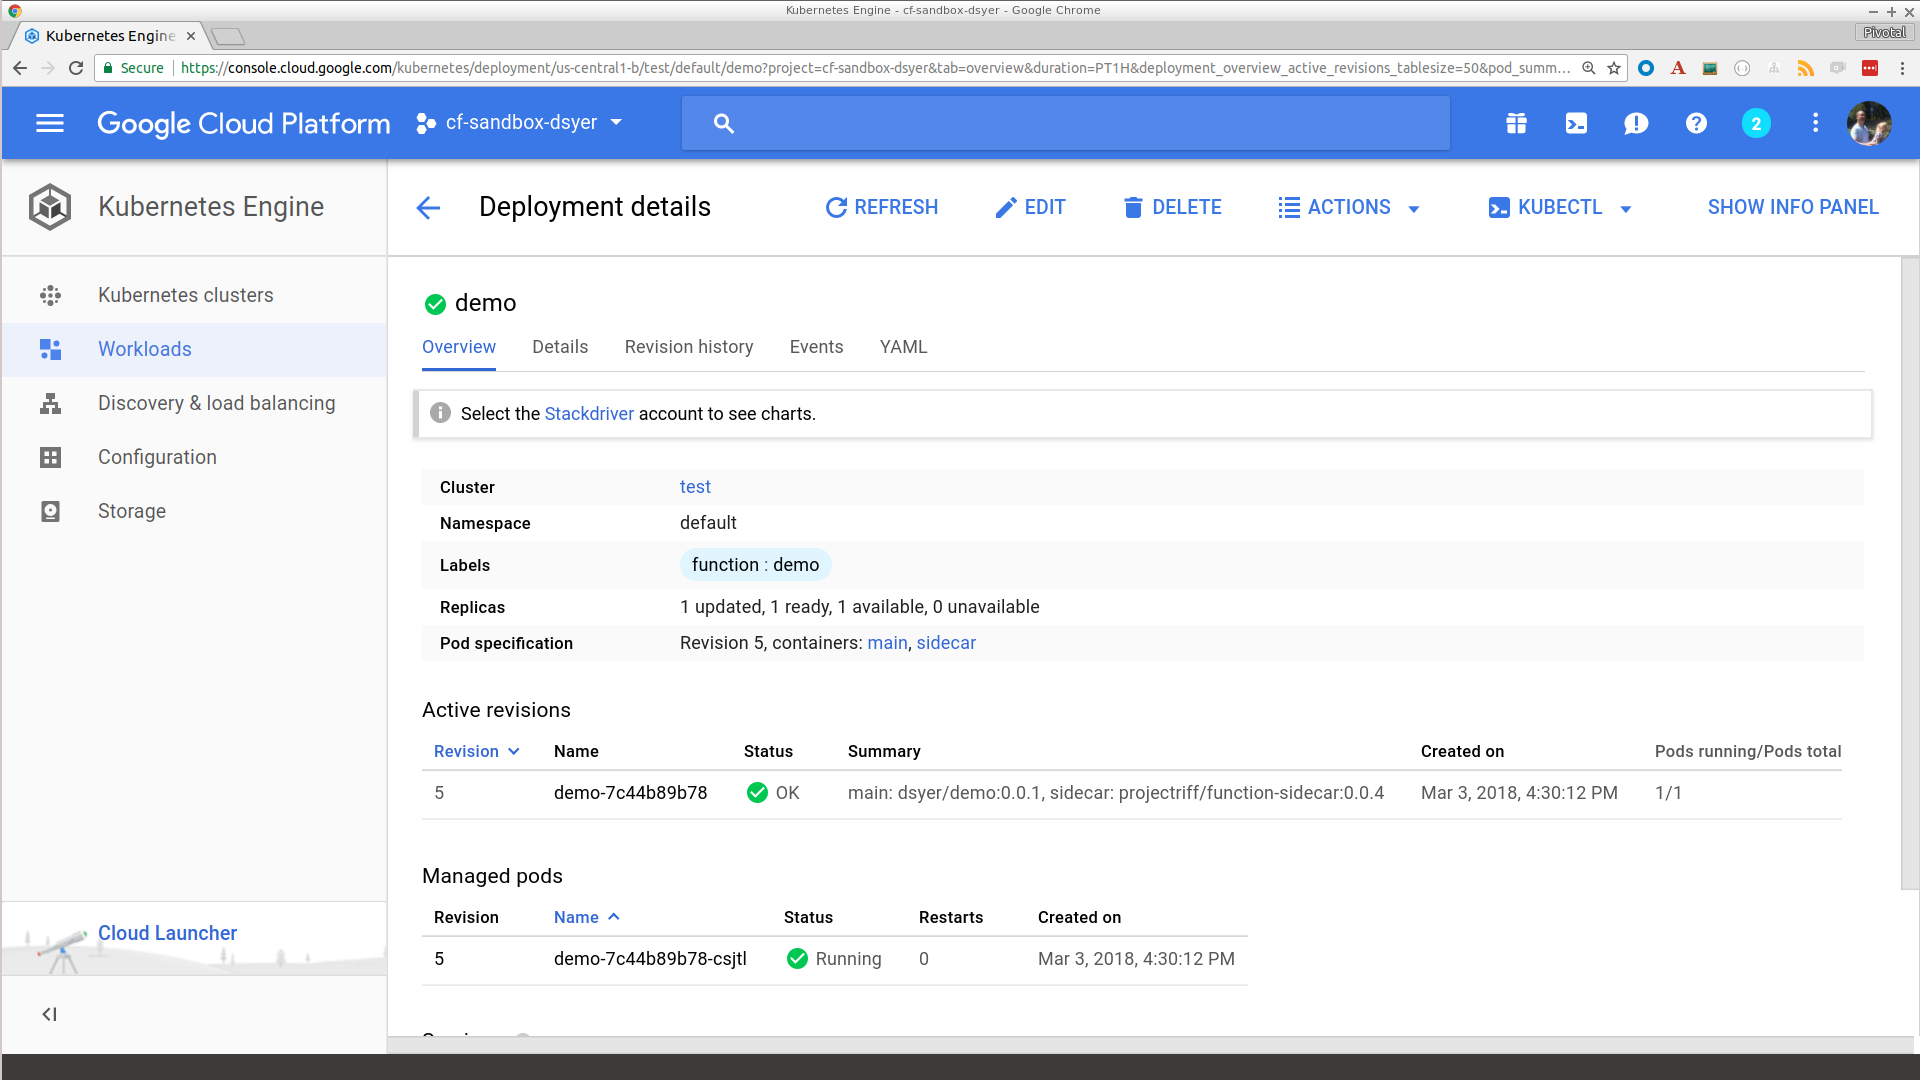 Kubernetes Engine - cf-sandbox-dsyer - Google Chrome
Kubernetes Engine
Pivotal
Secure https://console.cloud.google.com/kubernetes/deployment/us-central1-b/test/default/demo?project=cf-sandbox-dsyer&tab=overview&duration=PT1H&deployment_overview_active_revisions_tablesize=50&pod_summ...
Google Cloud Platform cf-sandbox-dsyer 2
Kubernetes Engine
Deployment details REFRESH EDIT DELETE ACTIONS KUBECTL SHOW INFO PANEL
Kubernetes clusters
Workloads
Discovery & load balancing
Configuration
Storage
Cloud Launcher
demo
Overview Details Revision history Events YAML
Select the Stackdriver account to see charts.
Cluster test
Namespace default
Labels function : demo
Replicas 1 updated, 1 ready, 1 available, 0 unavailable
Pod specification Revision 5, containers: main, sidecar
Active revisions
Revision Name Status Summary Created on Pods running/Pods total
5 demo-7c44b89b78 OK main: dsyer/demo:0.0.1, sidecar: projectriff/function-sidecar:0.0.4 Mar 3, 2018, 4:30:12 PM 1/1
Managed pods
Revision Name Status Restarts Created on
5 demo-7c44b89b78-csjtl Running 0 Mar 3, 2018, 4:30:12 PM